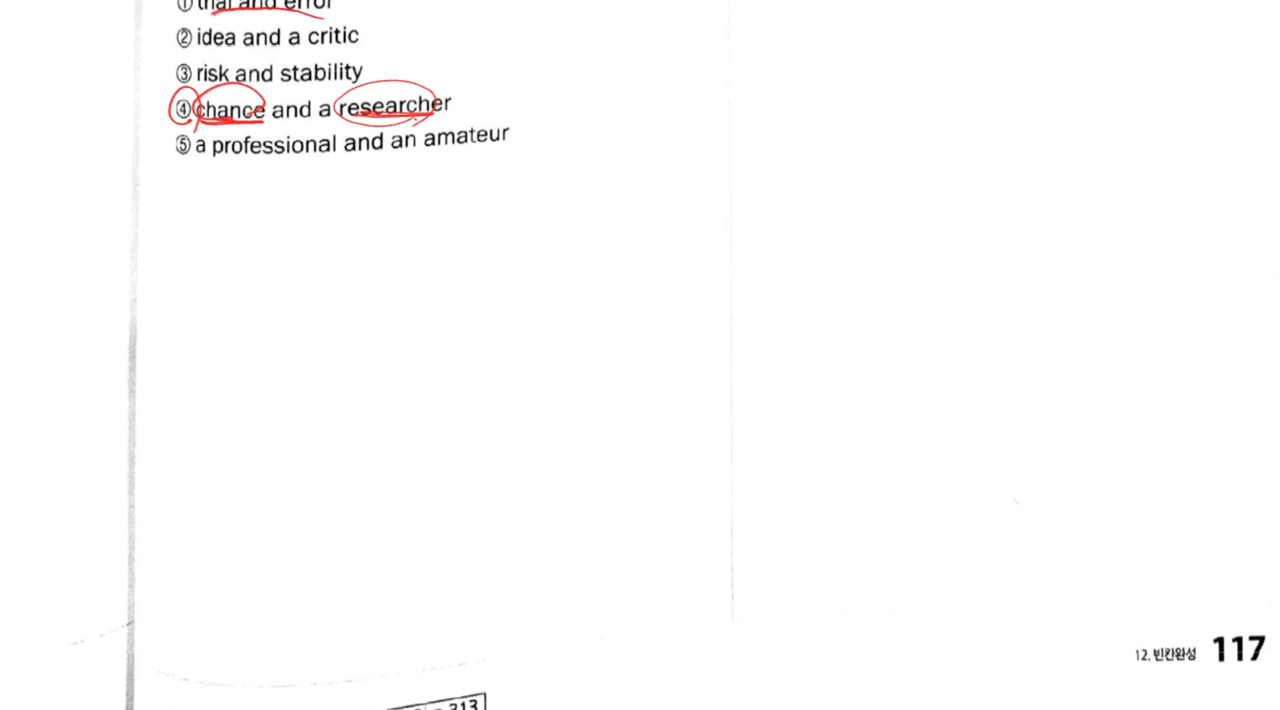 ① trial and error
② idea and a critic
③ risk and stability
④ chance and a researcher
⑤ a professional and an amateur
12. 빈칸완성 117
313